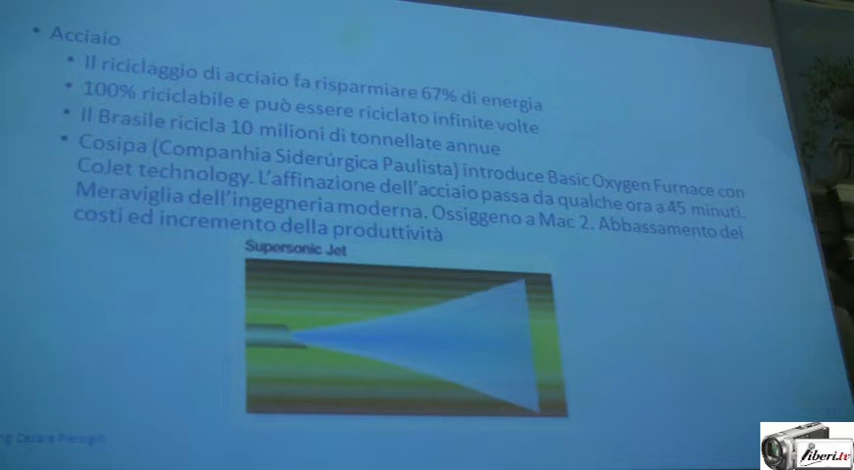 • Acciaio
• Il riciclaggio di acciaio fa risparmiare 67% di energia
• 100% riciclabile e può essere riciclato infinite volte
• Il Brasile ricicla 10 milioni di tonnellate annue
• Cosipa (Companhia Siderúrgica Paulista) introduce Basic Oxygen Furnace con
CoJet technology. L'affinazione dell'acciaio passa da qualche ora a 45 minuti.
Meraviglia dell'ingegneria moderna. Ossiggeno a Mac 2. Abbassamento dei
costi ed incremento della produttività
Supersonic Jet
liberi.tv